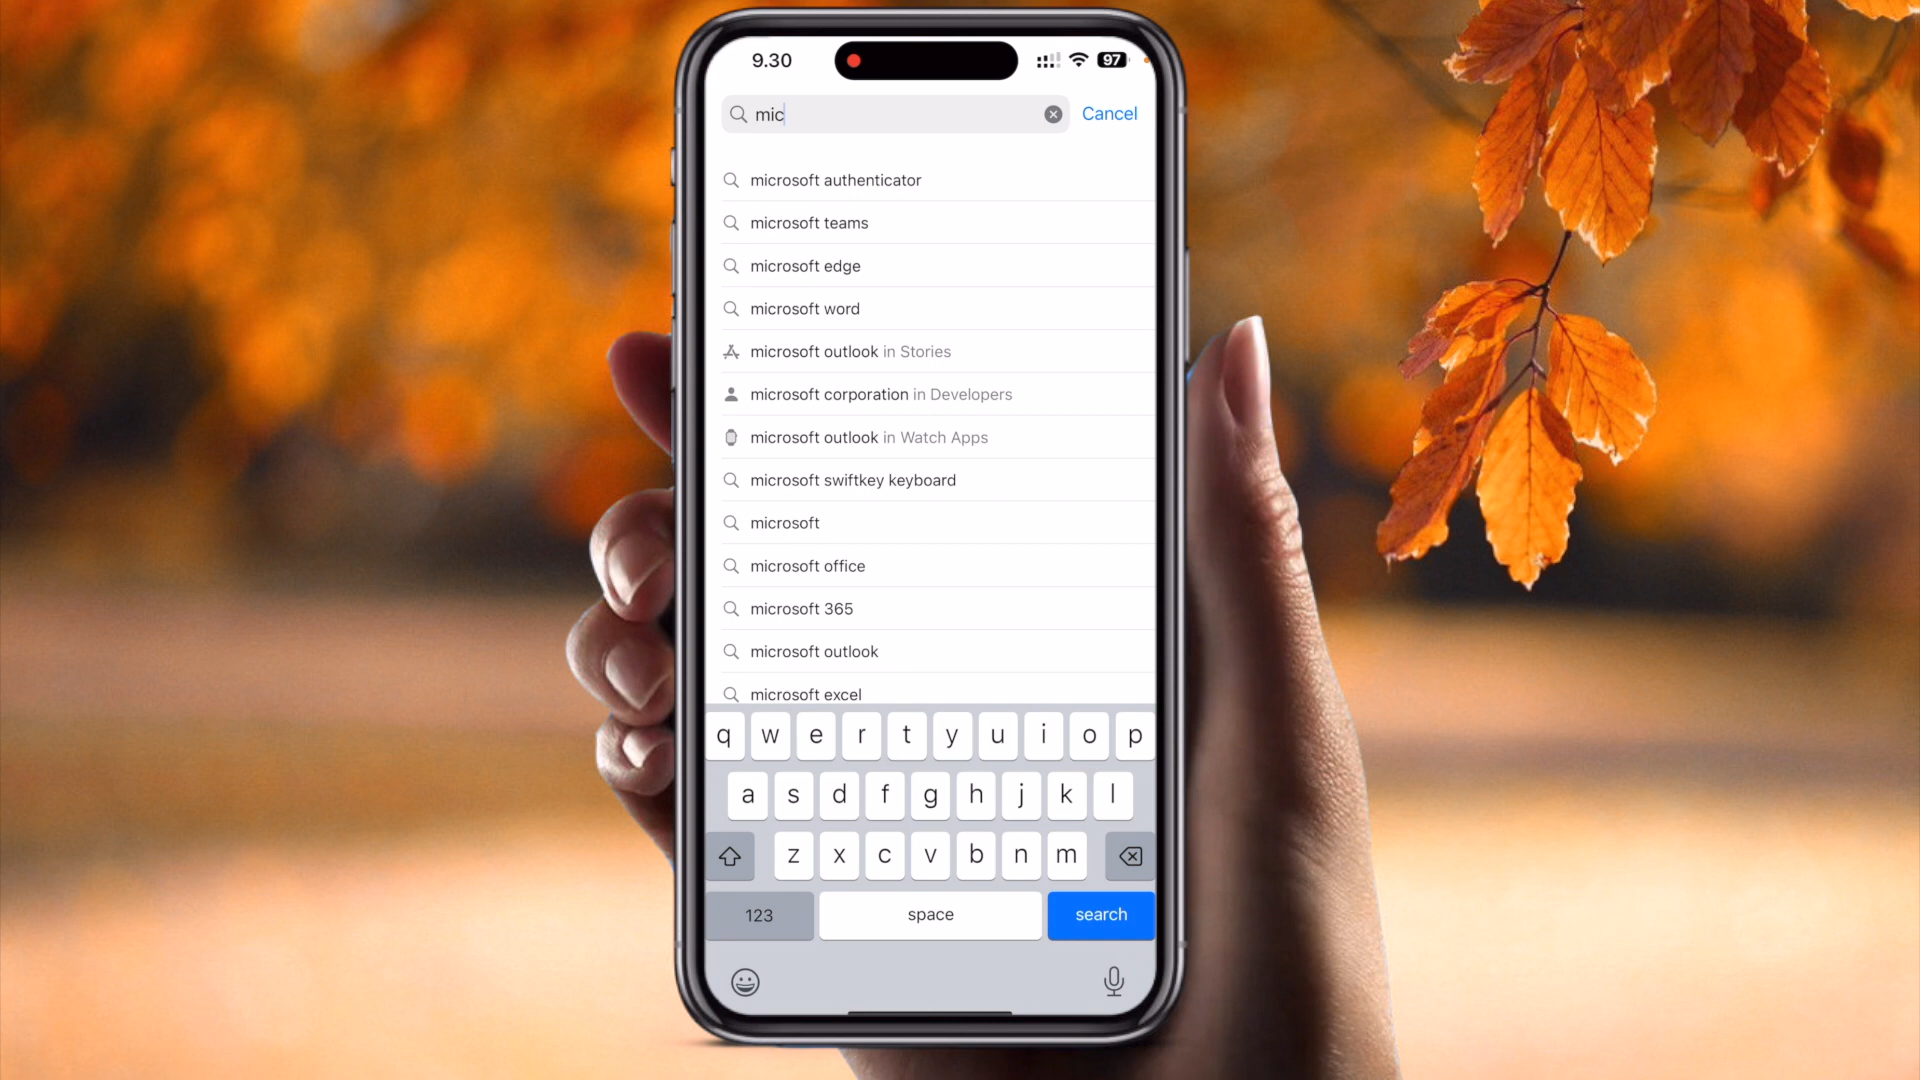 9.30 97
mic Cancel
microsoft authenticator
microsoft teams
microsoft edge
microsoft word
microsoft outlook in Stories
microsoft corporation in Developers
microsoft outlook in Watch Apps
microsoft swiftkey keyboard
microsoft
microsoft office
microsoft 365
microsoft outlook
microsoft excel
q w e r t y u i o p
a s d f g h j k l
z x c v b n m
123 space search